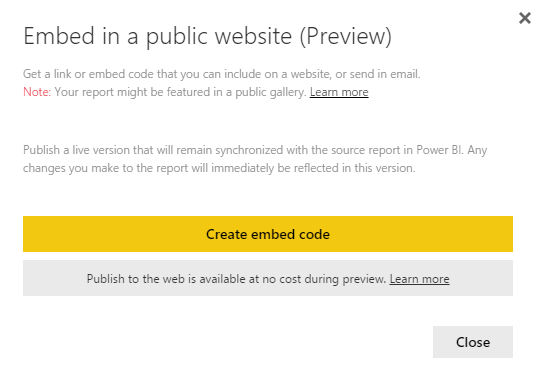 Embed in a public website (Preview)
Get a link or embed code that you can include on a website, or send in email.
Note: Your report might be featured in a public gallery. Learn more
Publish a live version that will remain synchronized with the source report in Power BI. Any
changes you make to the report will immediately be reflected in this version.
Create embed code
Publish to the web is available at no cost during preview. Learn more
Close